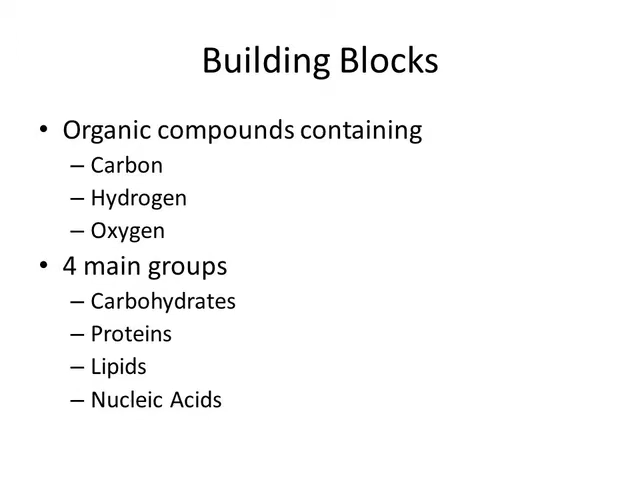 Building Blocks
• Organic compounds containing
– Carbon
– Hydrogen
– Oxygen
• 4 main groups
– Carbohydrates
– Proteins
– Lipids
– Nucleic Acids